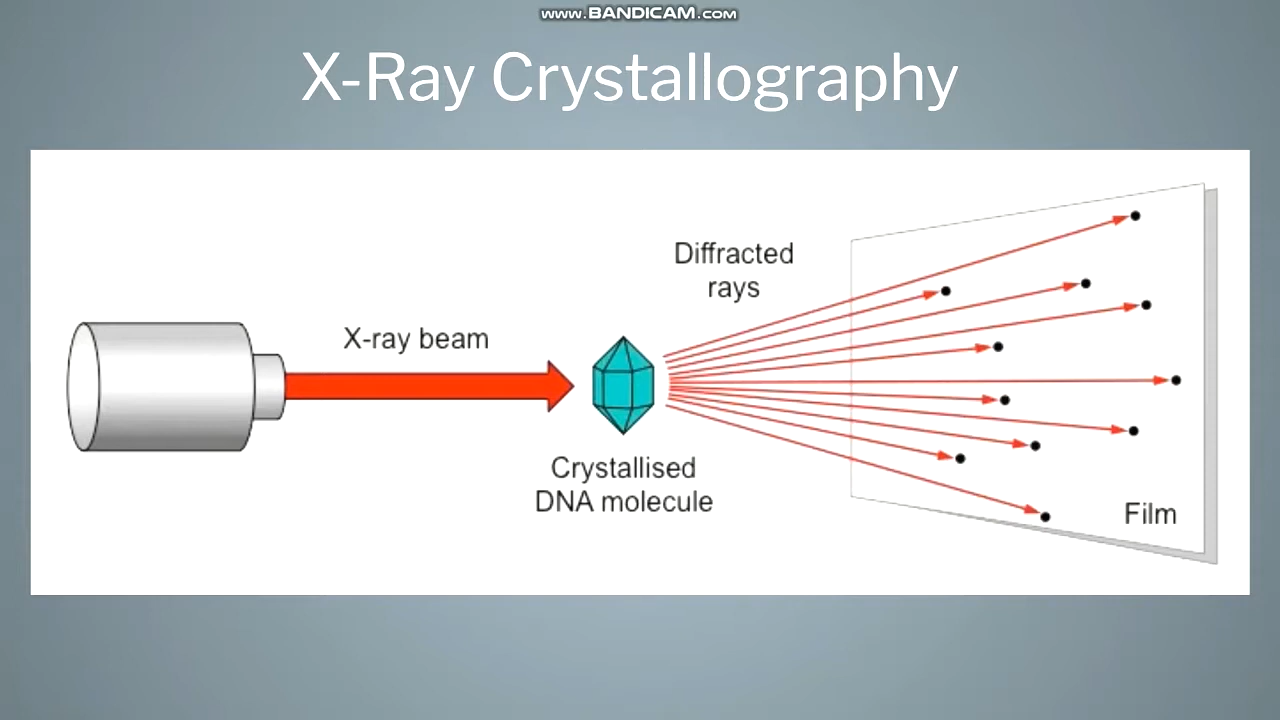 www.BANDICAM.com
X-Ray Crystallography
Diffracted
rays
X-ray beam
Crystallised
DNA molecule
Film